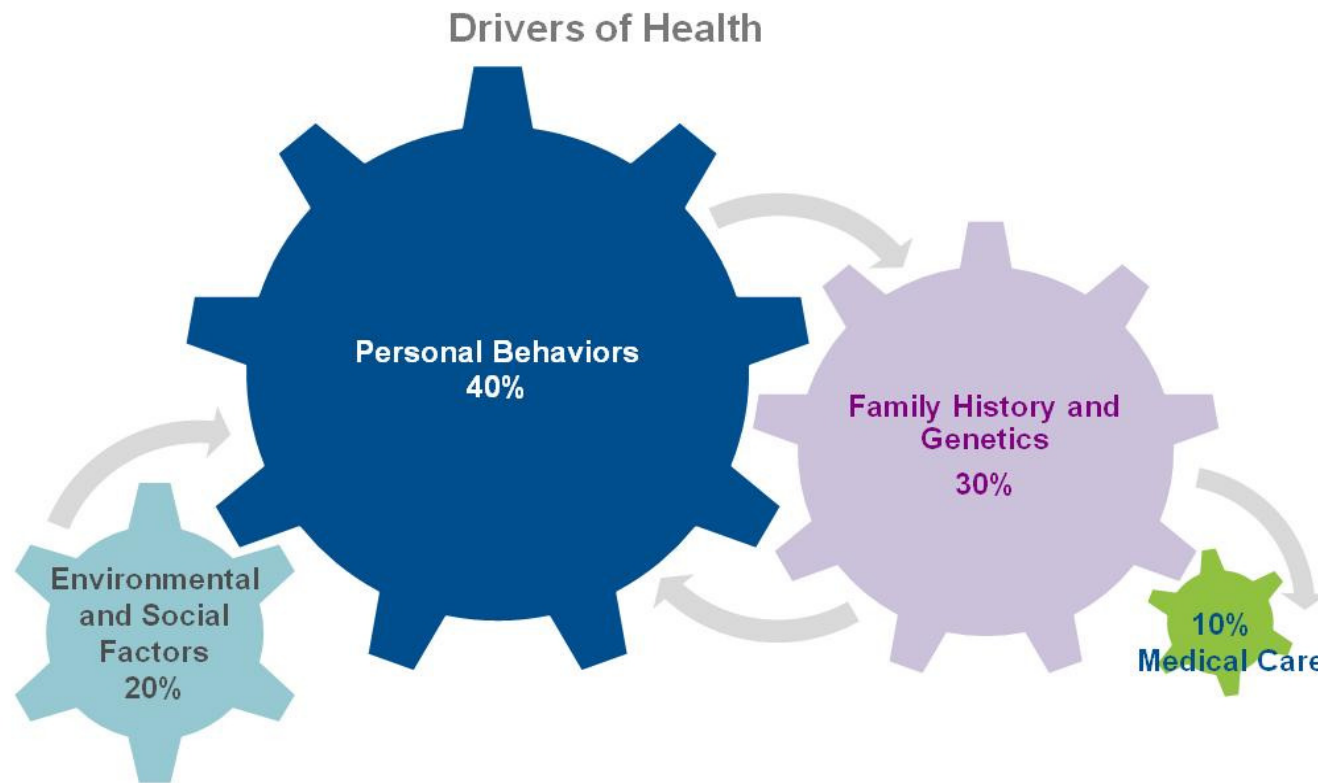 Drivers of Health
Personal Behaviors
40%
Family History and
Genetics
30%
Environmental
and Social
Factors
20%
10%
Medical Care